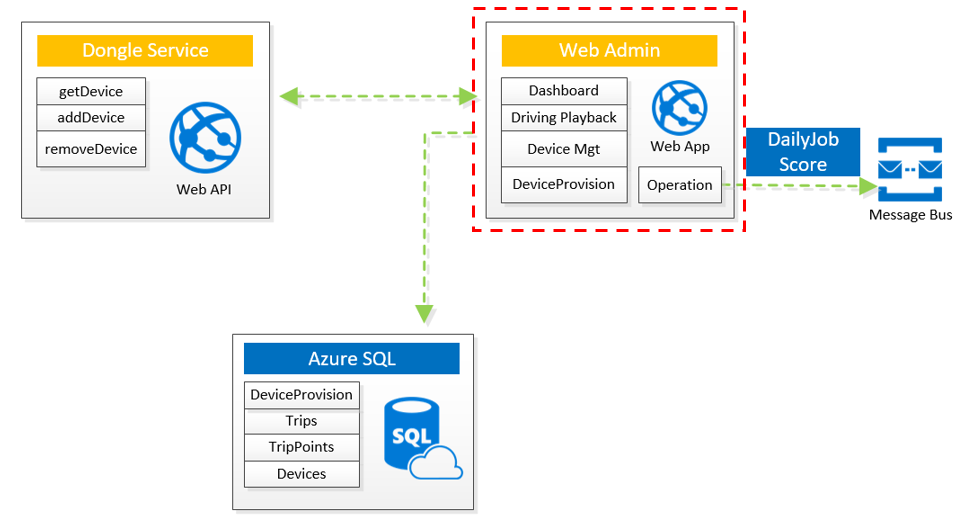 Dongle Service
getDevice
addDevice
removeDevice
Web API
Web Admin
Dashboard
Driving Playback
Device Mgt
DeviceProvision
Web App
Operation
DailyJob
Score
Message Bus
Azure SQL
DeviceProvision
Trips
TripPoints
Devices
SQL